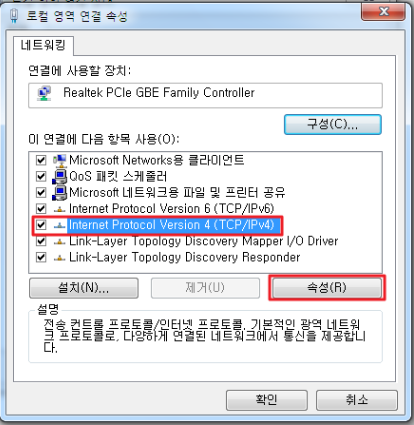 로컬 영역 연결 속성
네트워킹
연결에 사용할 장치:
Realtek PCIe GBE Family Controller
구성(C)...
이 연결에 다음 항목 사용(O):
Microsoft Networks용 클라이언트
QoS 패킷 스케줄러
Microsoft 네트워크용 파일 및 프린터 공유
Internet Protocol Version 6 (TCP/IPv6)
Internet Protocol Version 4 (TCP/IPv4)
Link-Layer Topology Discovery Mapper I/O Driver
Link-Layer Topology Discovery Responder
설치(N)... 제거(U) 속성(R)
설명
전송 컨트롤 프로토콜/인터넷 프로토콜. 기본적인 광역 네트워
크 프로토콜로, 다양하게 연결된 네트워크에서 통신을 제공합니
다.
확인 취소